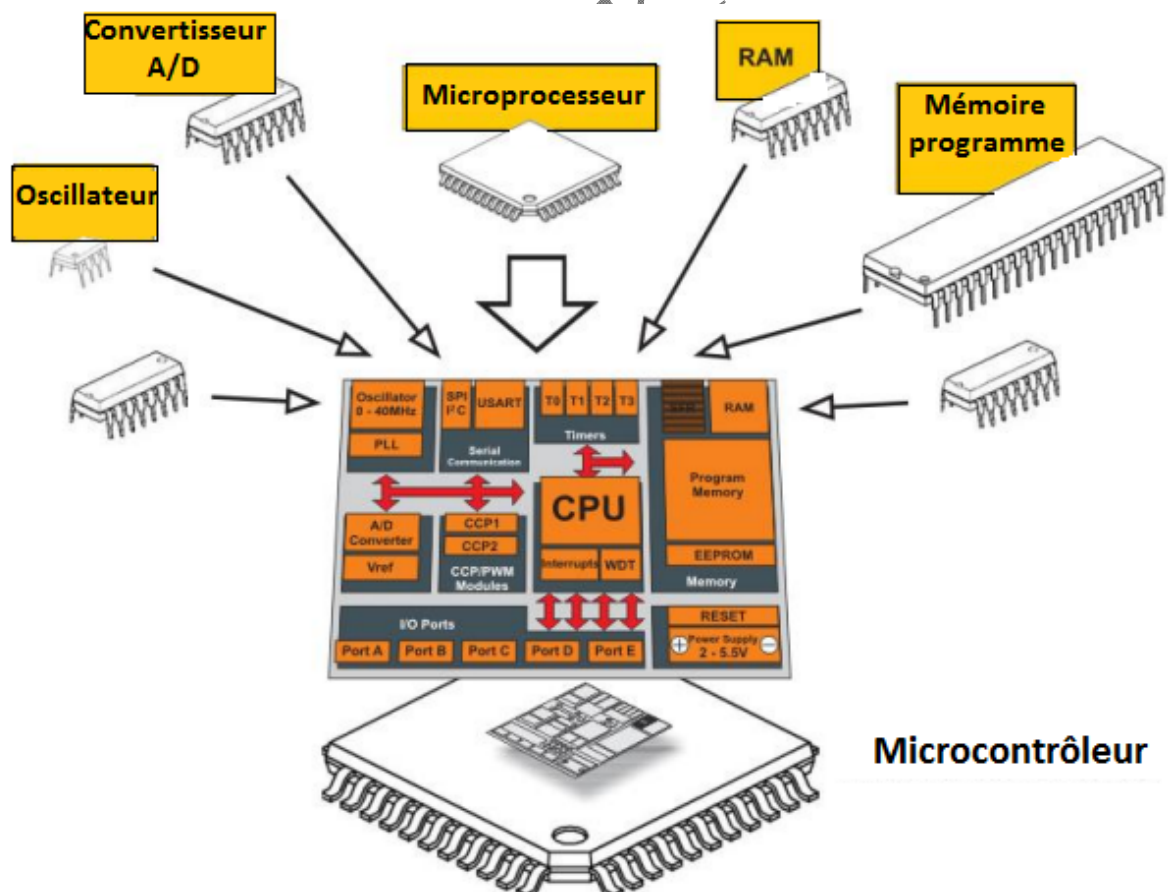 Convertisseur
A/D
Microprocesseur
RAM
Mémoire
programme
Oscillateur
Oscillator
0 - 40MHz
PLL
SPI
I²C
USART
Serial
Communication
T0 T1 T2 T3
Timers
RAM
Program
Memory
EEPROM
Memory
A/D
Converter
Vref
CCP1
CCP2
CCP/PWM
Modules
CPU
Interrupts WDT
I/O Ports
Port A Port B Port C Port D Port E
RESET
Power Supply
2 - 5.5V
Microcontrôleur